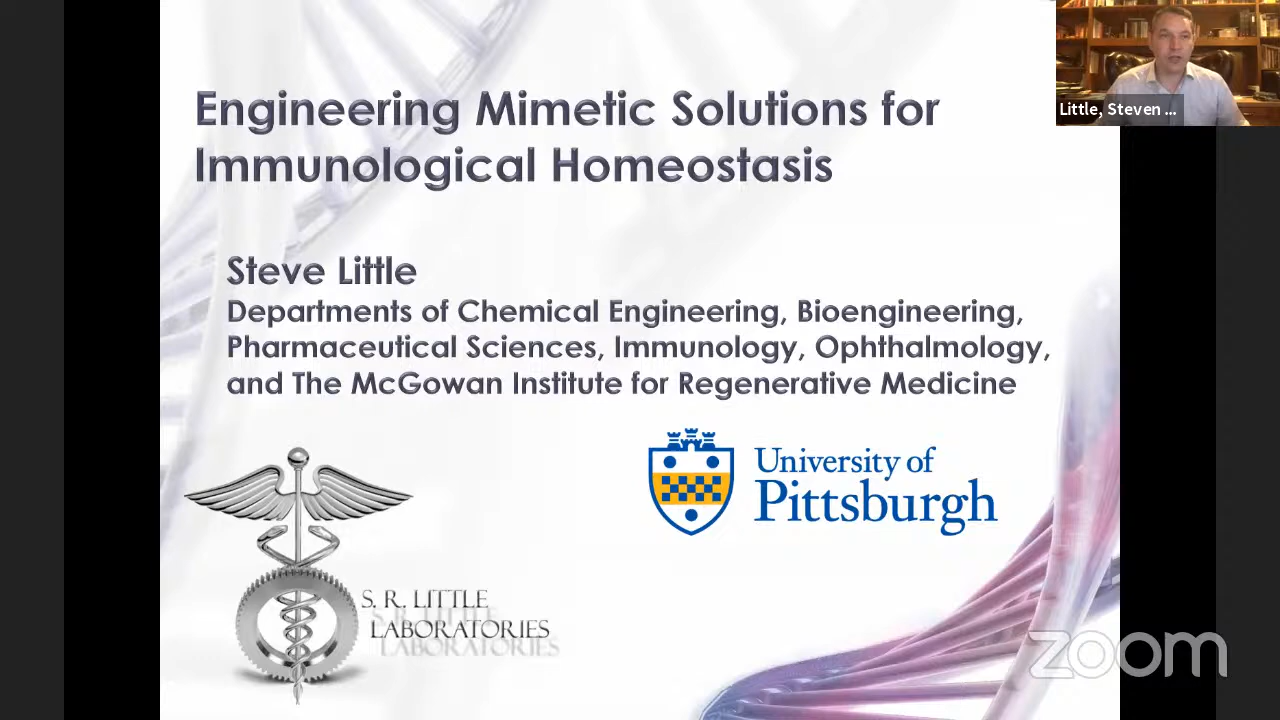 Engineering Mimetic Solutions for
Immunological Homeostasis
Little, Steven ...
Steve Little
Departments of Chemical Engineering, Bioengineering,
Pharmaceutical Sciences, Immunology, Ophthalmology,
and The McGowan Institute for Regenerative Medicine
University of
Pittsburgh
S. R. LITTLE
LABORATORIES
zoom